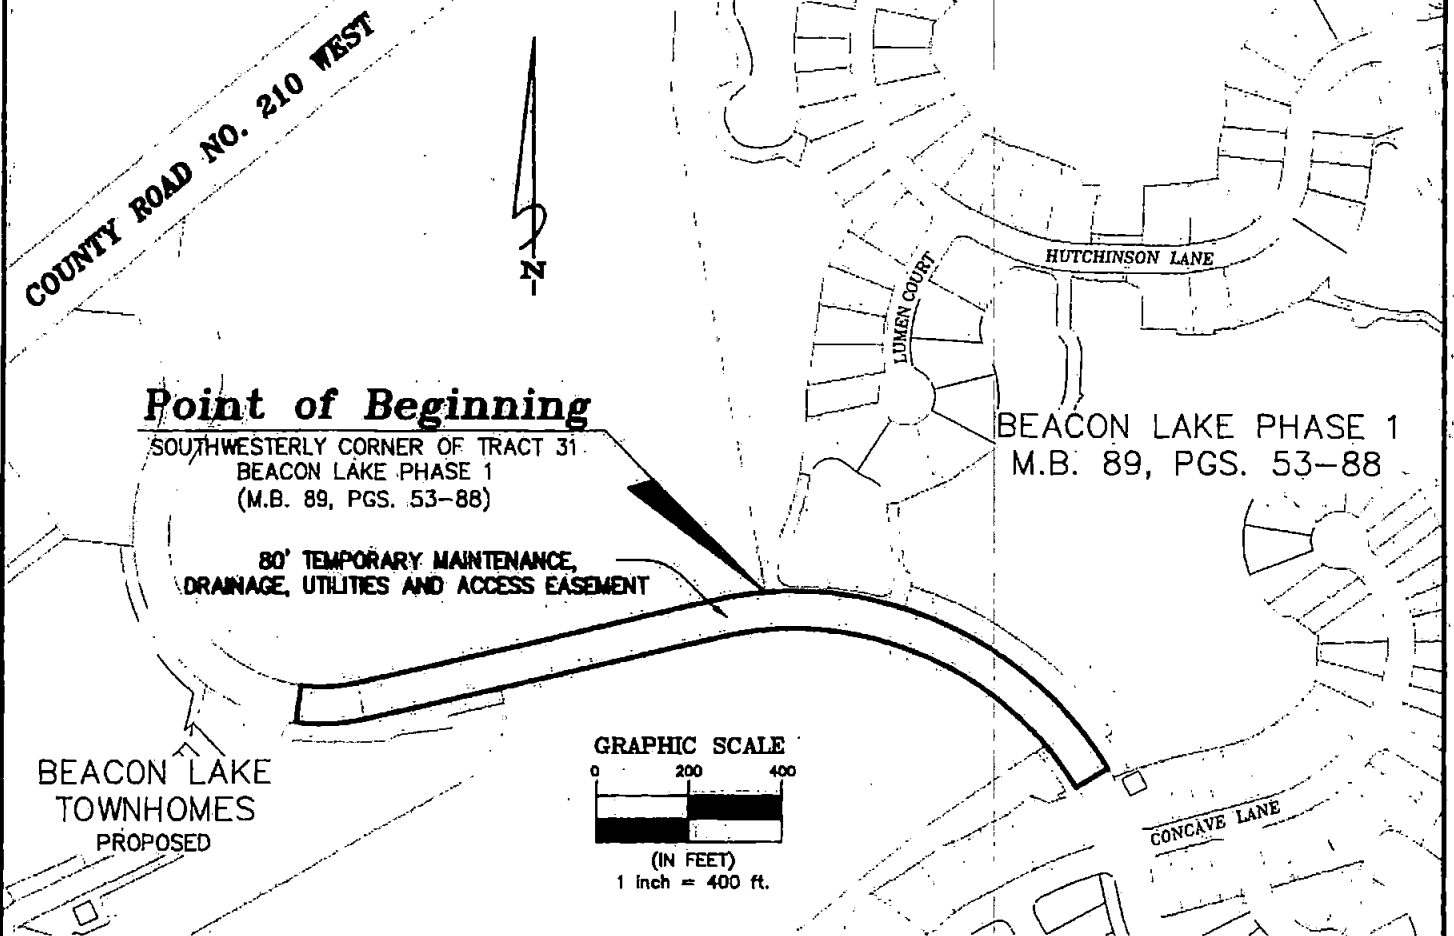 COUNTY ROAD NO. 210 WEST
N
HUTCHINSON LANE
LUMEN COURT
Point of Beginning
SOUTHWESTERLY CORNER OF TRACT 31
BEACON LAKE PHASE 1
(M.B. 89, PGS. 53-88)
BEACON LAKE PHASE 1
M.B. 89, PGS. 53-88
80' TEMPORARY MAINTENANCE,
DRAINAGE, UTILITIES AND ACCESS EASEMENT
BEACON LAKE
TOWNHOMES
PROPOSED
GRAPHIC SCALE
0 200 400
(IN FEET)
1 inch = 400 ft.
CONCAVE LANE